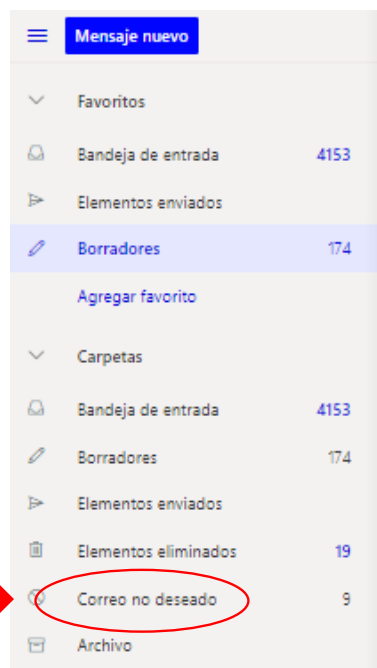 Mensaje nuevo
Favoritos
Bandeja de entrada 4153
Elementos enviados
Borradores 174
Agregar favorito
Carpetas
Bandeja de entrada 4153
Borradores 174
Elementos enviados
Elementos eliminados 19
Correo no deseado 9
Archivo